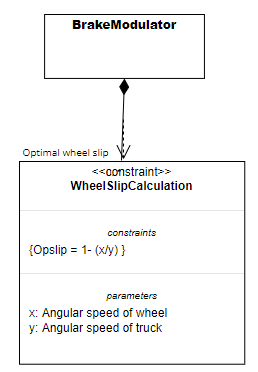 BrakeModulator
Optimal wheel slip
<<constraint>>
WheelSlipCalculation
constraints
{Opslip = 1- (x/y) }
parameters
x: Angular speed of wheel
y: Angular speed of truck